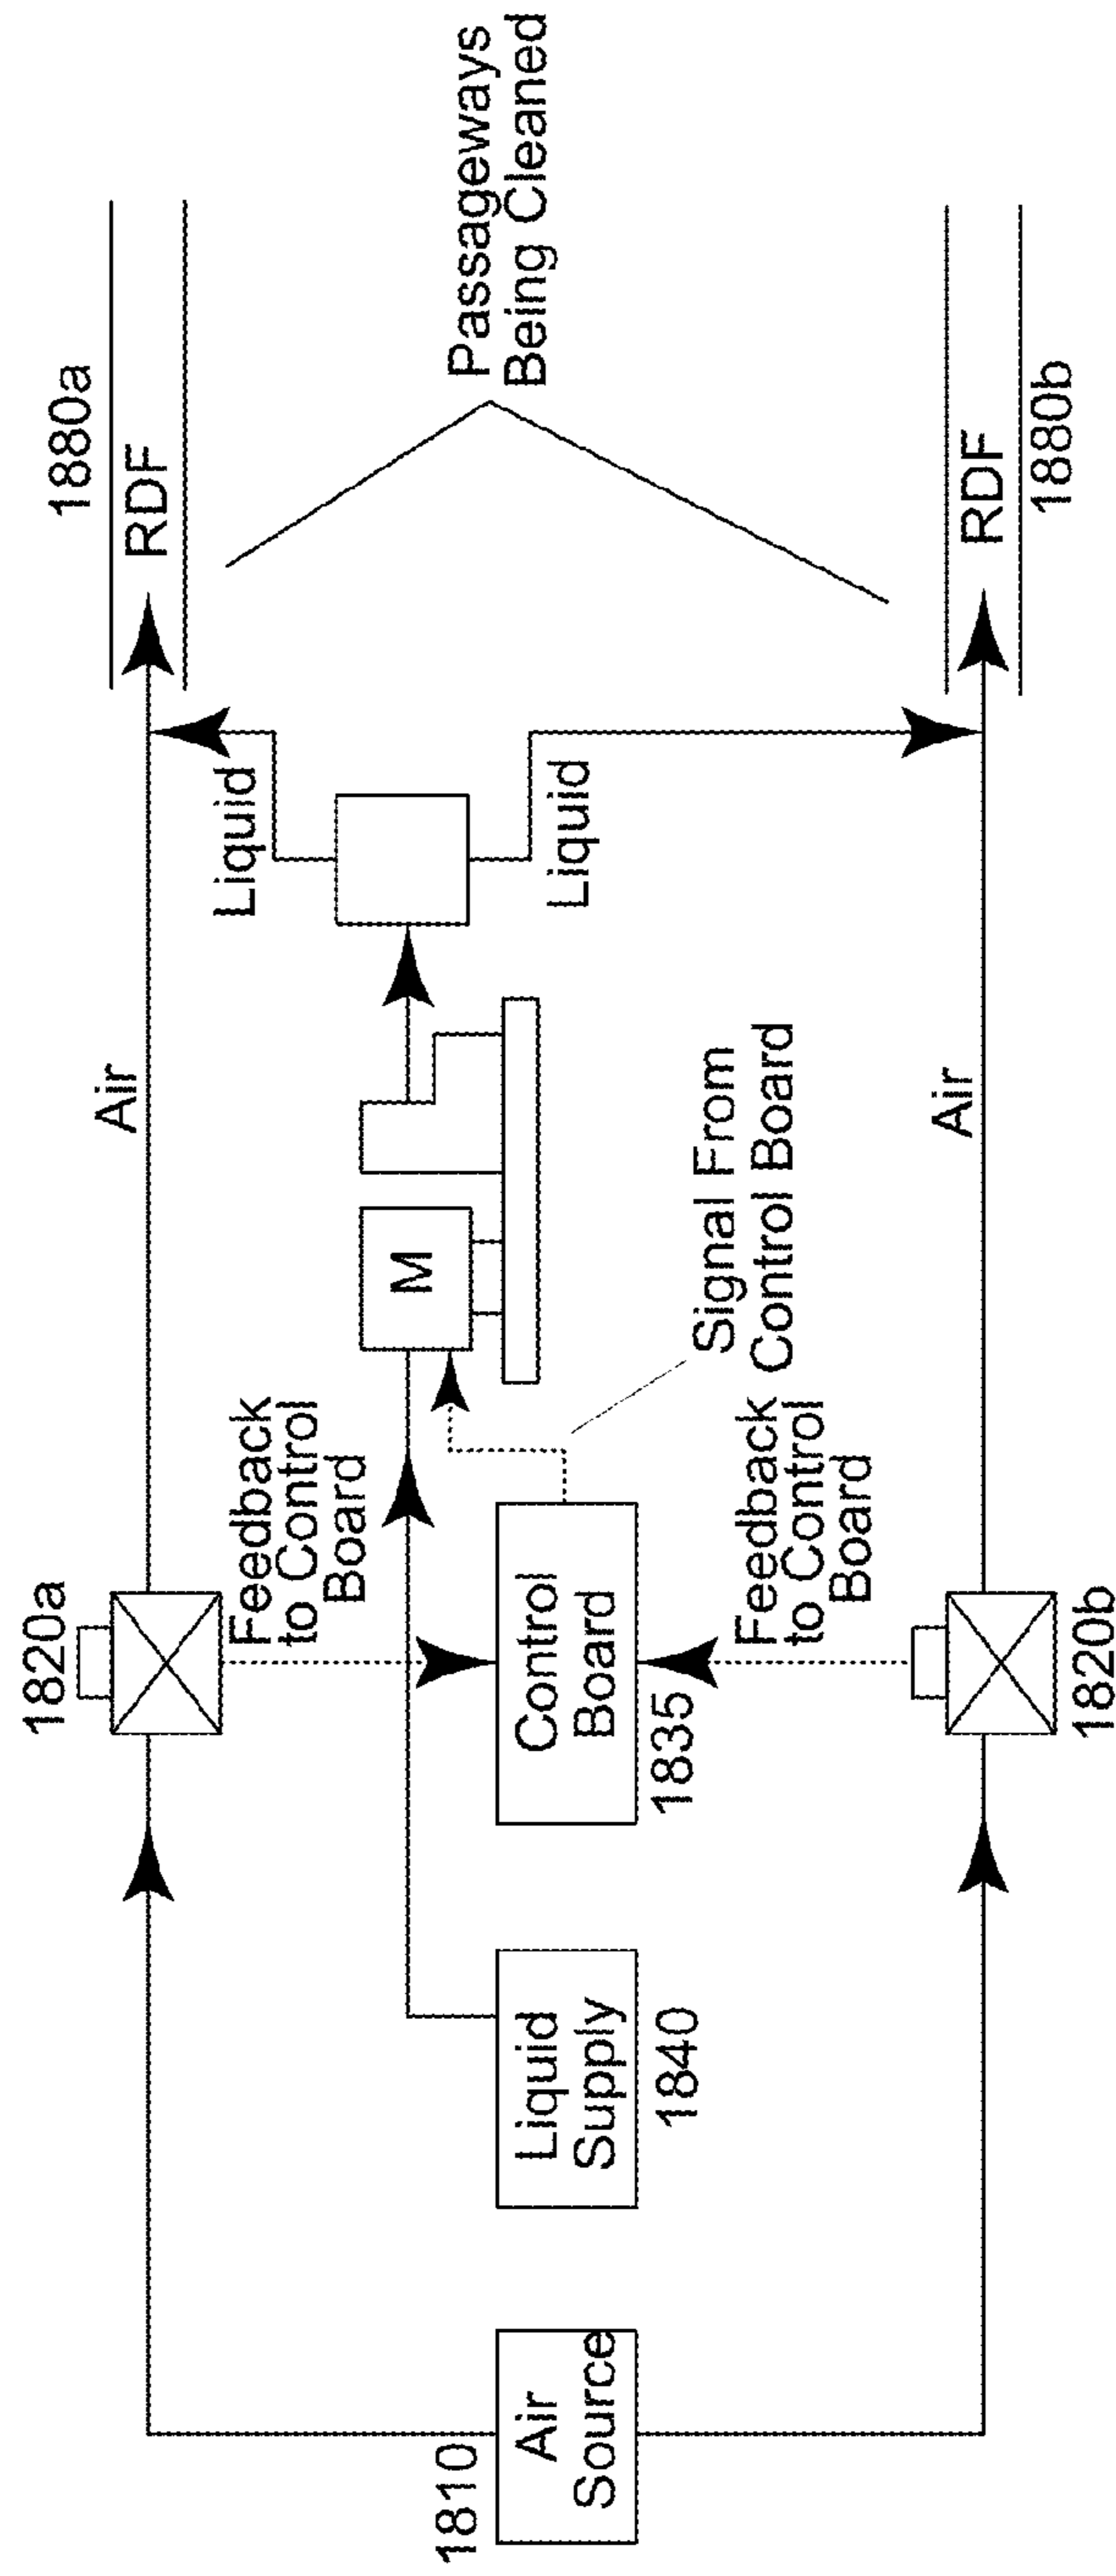 1880a
RDF
Passageways
Being Cleaned
RDF
1880b
Liquid
Liquid
Air
Air
M
Signal From
Control Board
1820a
Feedback
to Control
Board
Control
Board
1835
Feedback
to Control
Board
1820b
Liquid
Supply
1840
1810
Air
Source